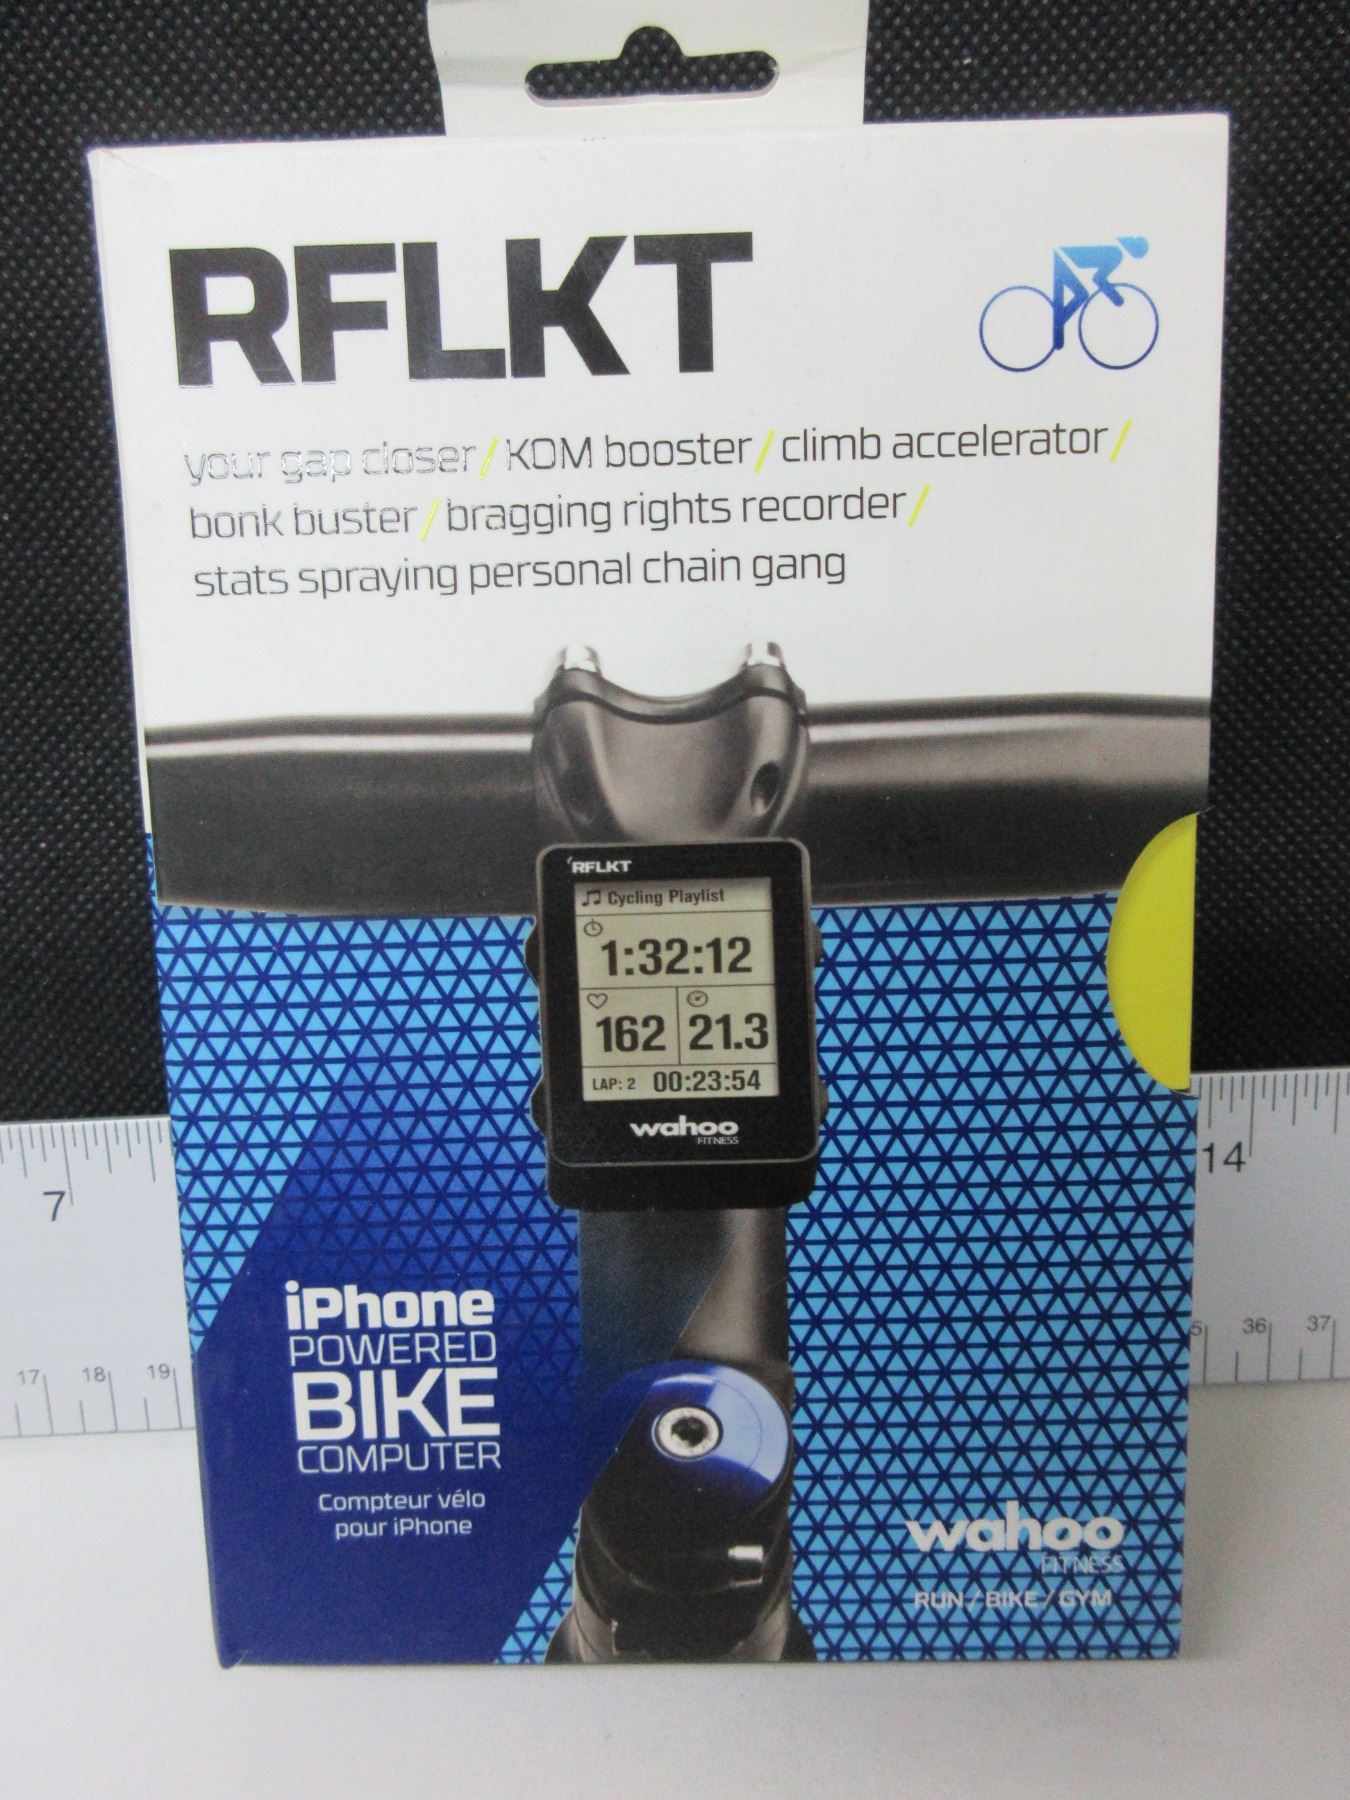 RFLKT
your gap closer / KOM booster / climb accelerator /
bonk buster / bragging rights recorder /
stats spraying personal chain gang
RFLKT
Cycling Playlist
1:32:12
162 21.3
LAP: 2 00:23:54
wahoo
FITNESS
7
14
iPhone
POWERED
BIKE
COMPUTER
Compteur vélo
pour iPhone
17 18 19
36 37
wahoo
FITNESS
RUN / BIKE / GYM